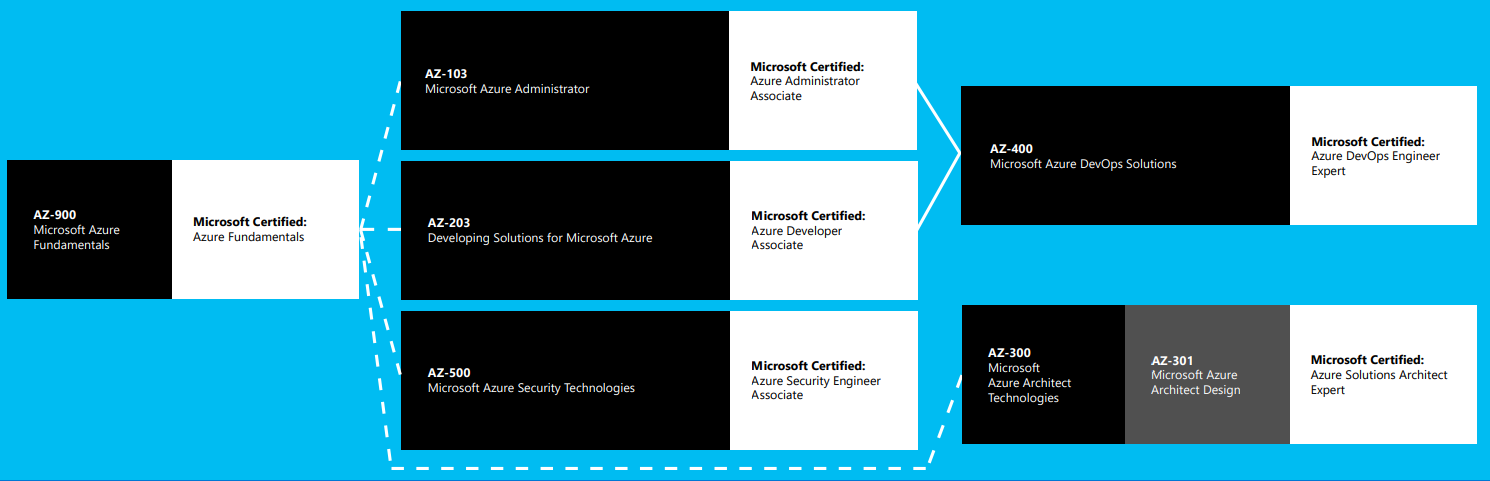 AZ-900
Microsoft Azure
Fundamentals
Microsoft Certified:
Azure Fundamentals
AZ-103
Microsoft Azure Administrator
Microsoft Certified:
Azure Administrator
Associate
AZ-203
Developing Solutions for Microsoft Azure
Microsoft Certified:
Azure Developer
Associate
AZ-500
Microsoft Azure Security Technologies
Microsoft Certified:
Azure Security Engineer
Associate
AZ-400
Microsoft Azure DevOps Solutions
Microsoft Certified:
Azure DevOps Engineer
Expert
AZ-300
Microsoft
Azure Architect
Technologies
AZ-301
Microsoft Azure
Architect Design
Microsoft Certified:
Azure Solutions Architect
Expert